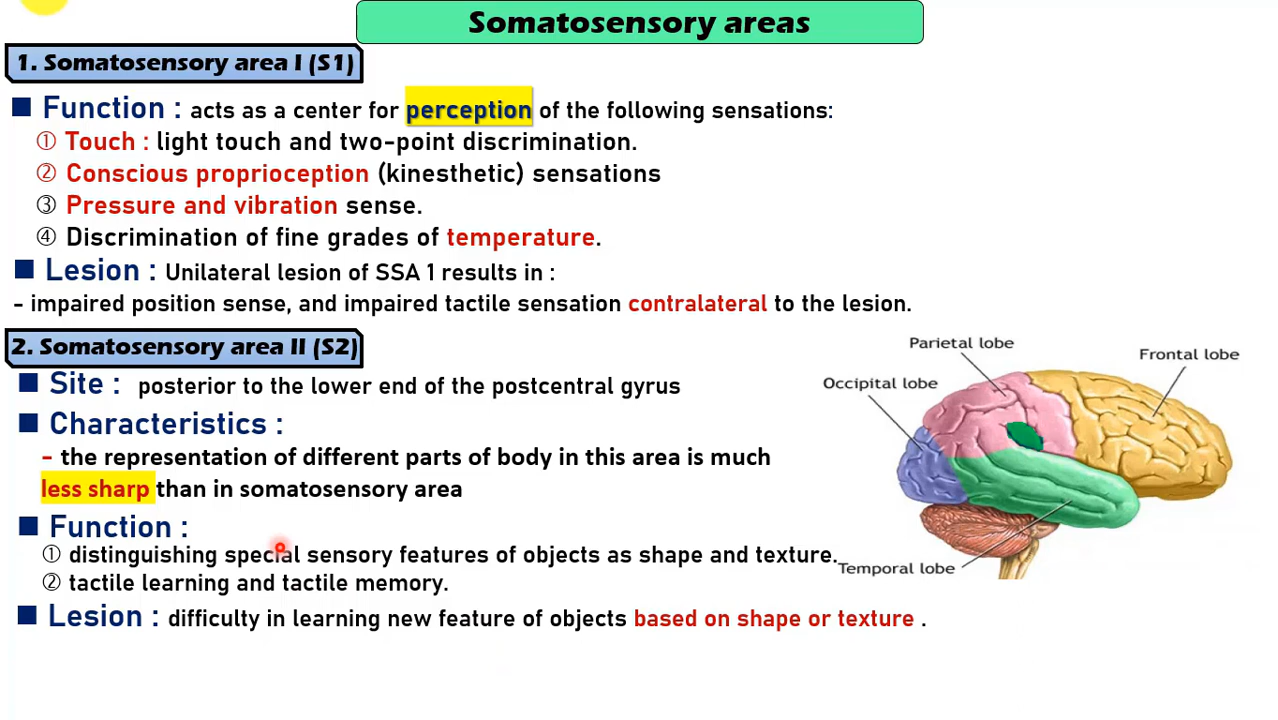 Somatosensory areas
1. Somatosensory area I (S1)
■ Function : acts as a center for perception of the following sensations:
① Touch : light touch and two-point discrimination.
② Conscious proprioception (kinesthetic) sensations
③ Pressure and vibration sense.
④ Discrimination of fine grades of temperature.
■ Lesion : Unilateral lesion of SSA 1 results in :
- impaired position sense, and impaired tactile sensation contralateral to the lesion.
2. Somatosensory area II (S2)
■ Site : posterior to the lower end of the postcentral gyrus
■ Characteristics :
- the representation of different parts of body in this area is much
less sharp than in somatosensory area
■ Function :
① distinguishing special sensory features of objects as shape and texture.
② tactile learning and tactile memory.
■ Lesion : difficulty in learning new feature of objects based on shape or texture .
Parietal lobe
Frontal lobe
Occipital lobe
Temporal lobe